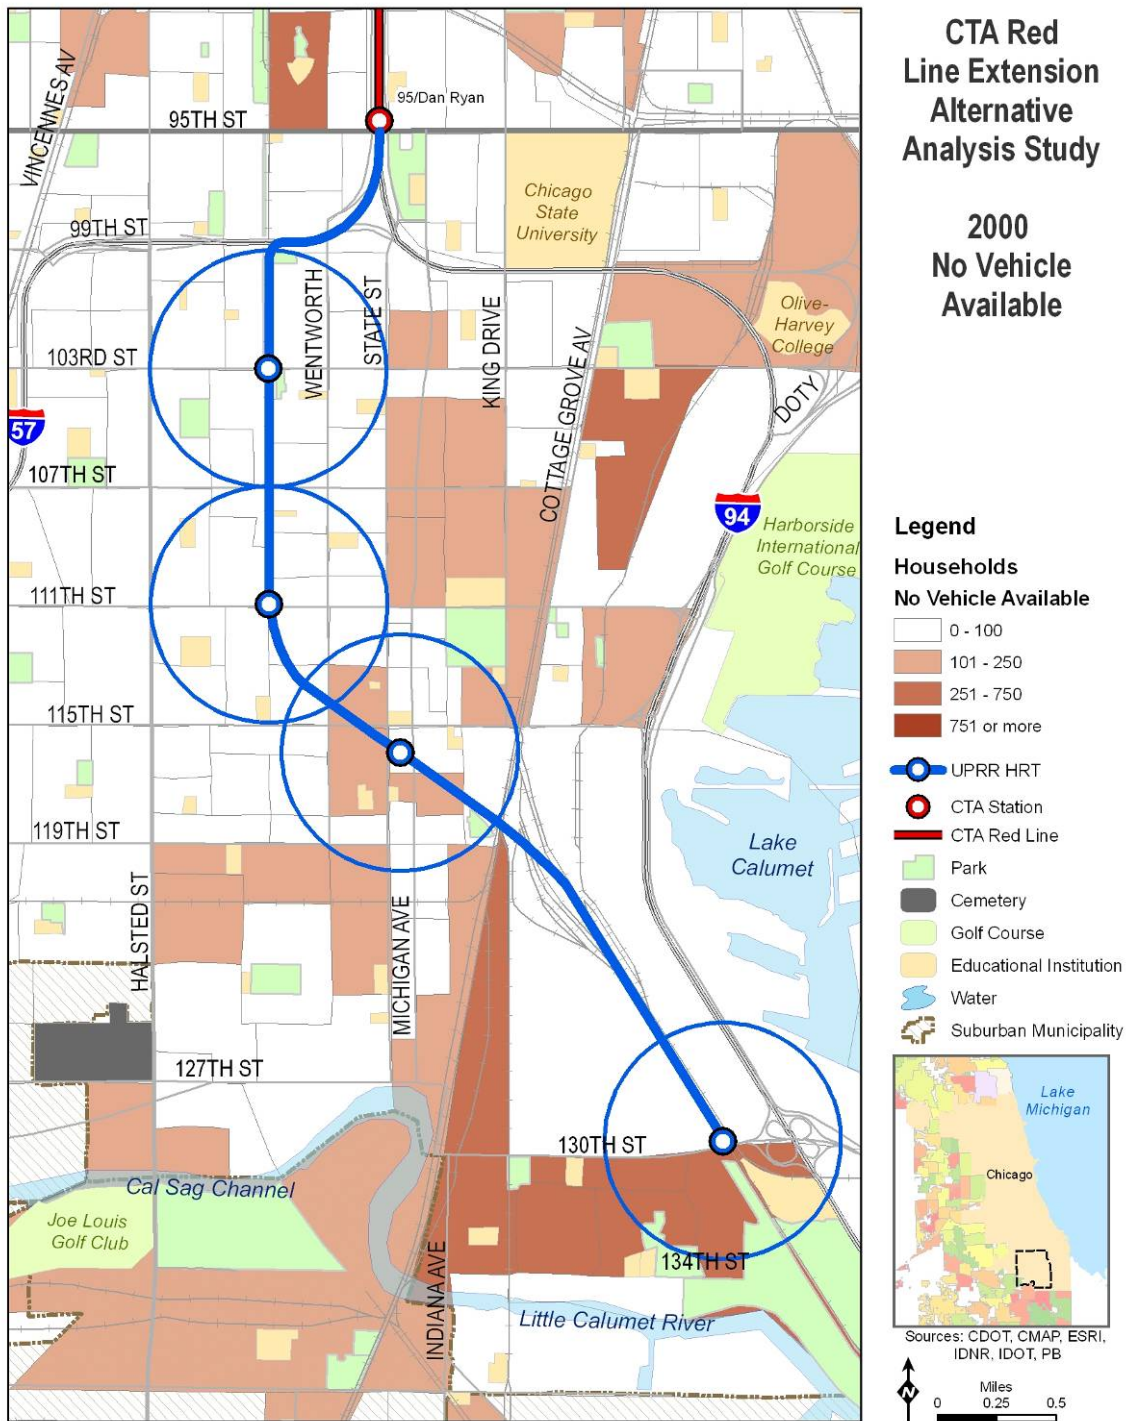 CTA Red
Line Extension
Alternative
Analysis Study
2000
No Vehicle
Available
95/Dan Ryan
95TH ST
VINCENNES AV
Chicago
State
University
99TH ST
WENTWORTH
STATE ST
KING DRIVE
COTTAGE GROVE AV
Olive-
Harvey
College
103RD ST
DOTY
57
107TH ST
94
Harborside
International
Golf Course
111TH ST
115TH ST
119TH ST
Lake
Calumet
HALSTED ST
MICHIGAN AVE
127TH ST
130TH ST
Cal Sag Channel
Joe Louis
Golf Club
134TH ST
INDIANA AVE
Little Calumet River
Legend
Households
No Vehicle Available
0 - 100
101 - 250
251 - 750
751 or more
UPRR HRT
CTA Station
CTA Red Line
Park
Cemetery
Golf Course
Educational Institution
Water
Suburban Municipality
Lake
Michigan
Chicago
Sources: CDOT, CMAP, ESRI,
IDNR, IDOT, PB
N
Miles
0 0.25 0.5